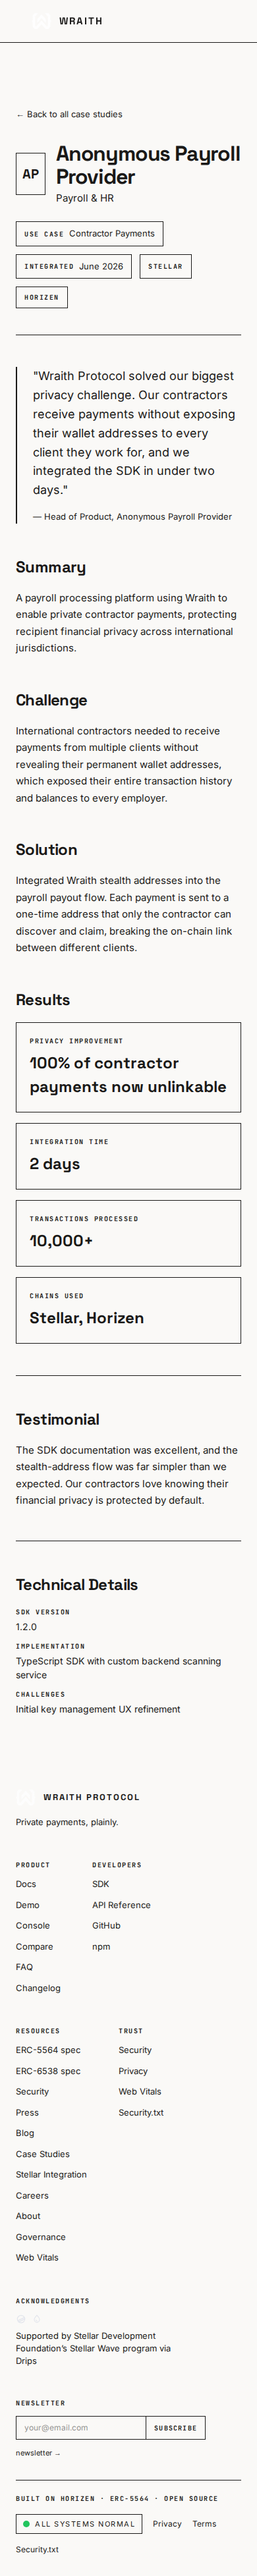 WRAITH
← Back to all case studies
AP
Anonymous Payroll
Provider
Payroll & HR
USE CASE Contractor Payments
INTEGRATED June 2026
STELLAR
HORIZEN
"Wraith Protocol solved our biggest
privacy challenge. Our contractors
receive payments without exposing
their wallet addresses to every
client they work for, and we
integrated the SDK in under two
days."
— Head of Product, Anonymous Payroll Provider
Summary
A payroll processing platform using Wraith to
enable private contractor payments, protecting
recipient financial privacy across international
jurisdictions.
Challenge
International contractors needed to receive
payments from multiple clients without
revealing their permanent wallet addresses,
which exposed their entire transaction history
and balances to every employer.
Solution
Integrated Wraith stealth addresses into the
payroll payout flow. Each payment is sent to a
one-time address that only the contractor can
discover and claim, breaking the on-chain link
between different clients.
Results
PRIVACY IMPROVEMENT
100% of contractor
payments now unlinkable
INTEGRATION TIME
2 days
TRANSACTIONS PROCESSED
10,000+
CHAINS USED
Stellar, Horizen
Testimonial
The SDK documentation was excellent, and the
stealth-address flow was far simpler than we
expected. Our contractors love knowing their
financial privacy is protected by default.
Technical Details
SDK VERSION
1.2.0
IMPLEMENTATION
TypeScript SDK with custom backend scanning
service
CHALLENGES
Initial key management UX refinement
WRAITH PROTOCOL
Private payments, plainly.
PRODUCT
Docs
Demo
Console
Compare
FAQ
Changelog
DEVELOPERS
SDK
API Reference
GitHub
npm
RESOURCES
ERC-5564 spec
ERC-6538 spec
Security
Press
Blog
Case Studies
Stellar Integration
Careers
About
Governance
Web Vitals
TRUST
Security
Privacy
Web Vitals
Security.txt
ACKNOWLEDGMENTS
Supported by Stellar Development
Foundation's Stellar Wave program via
Drips
NEWSLETTER
your@email.com
SUBSCRIBE
newsletter →
BUILT ON HORIZEN · ERC-5564 · OPEN SOURCE
ALL SYSTEMS NORMAL
Privacy
Terms
Security.txt